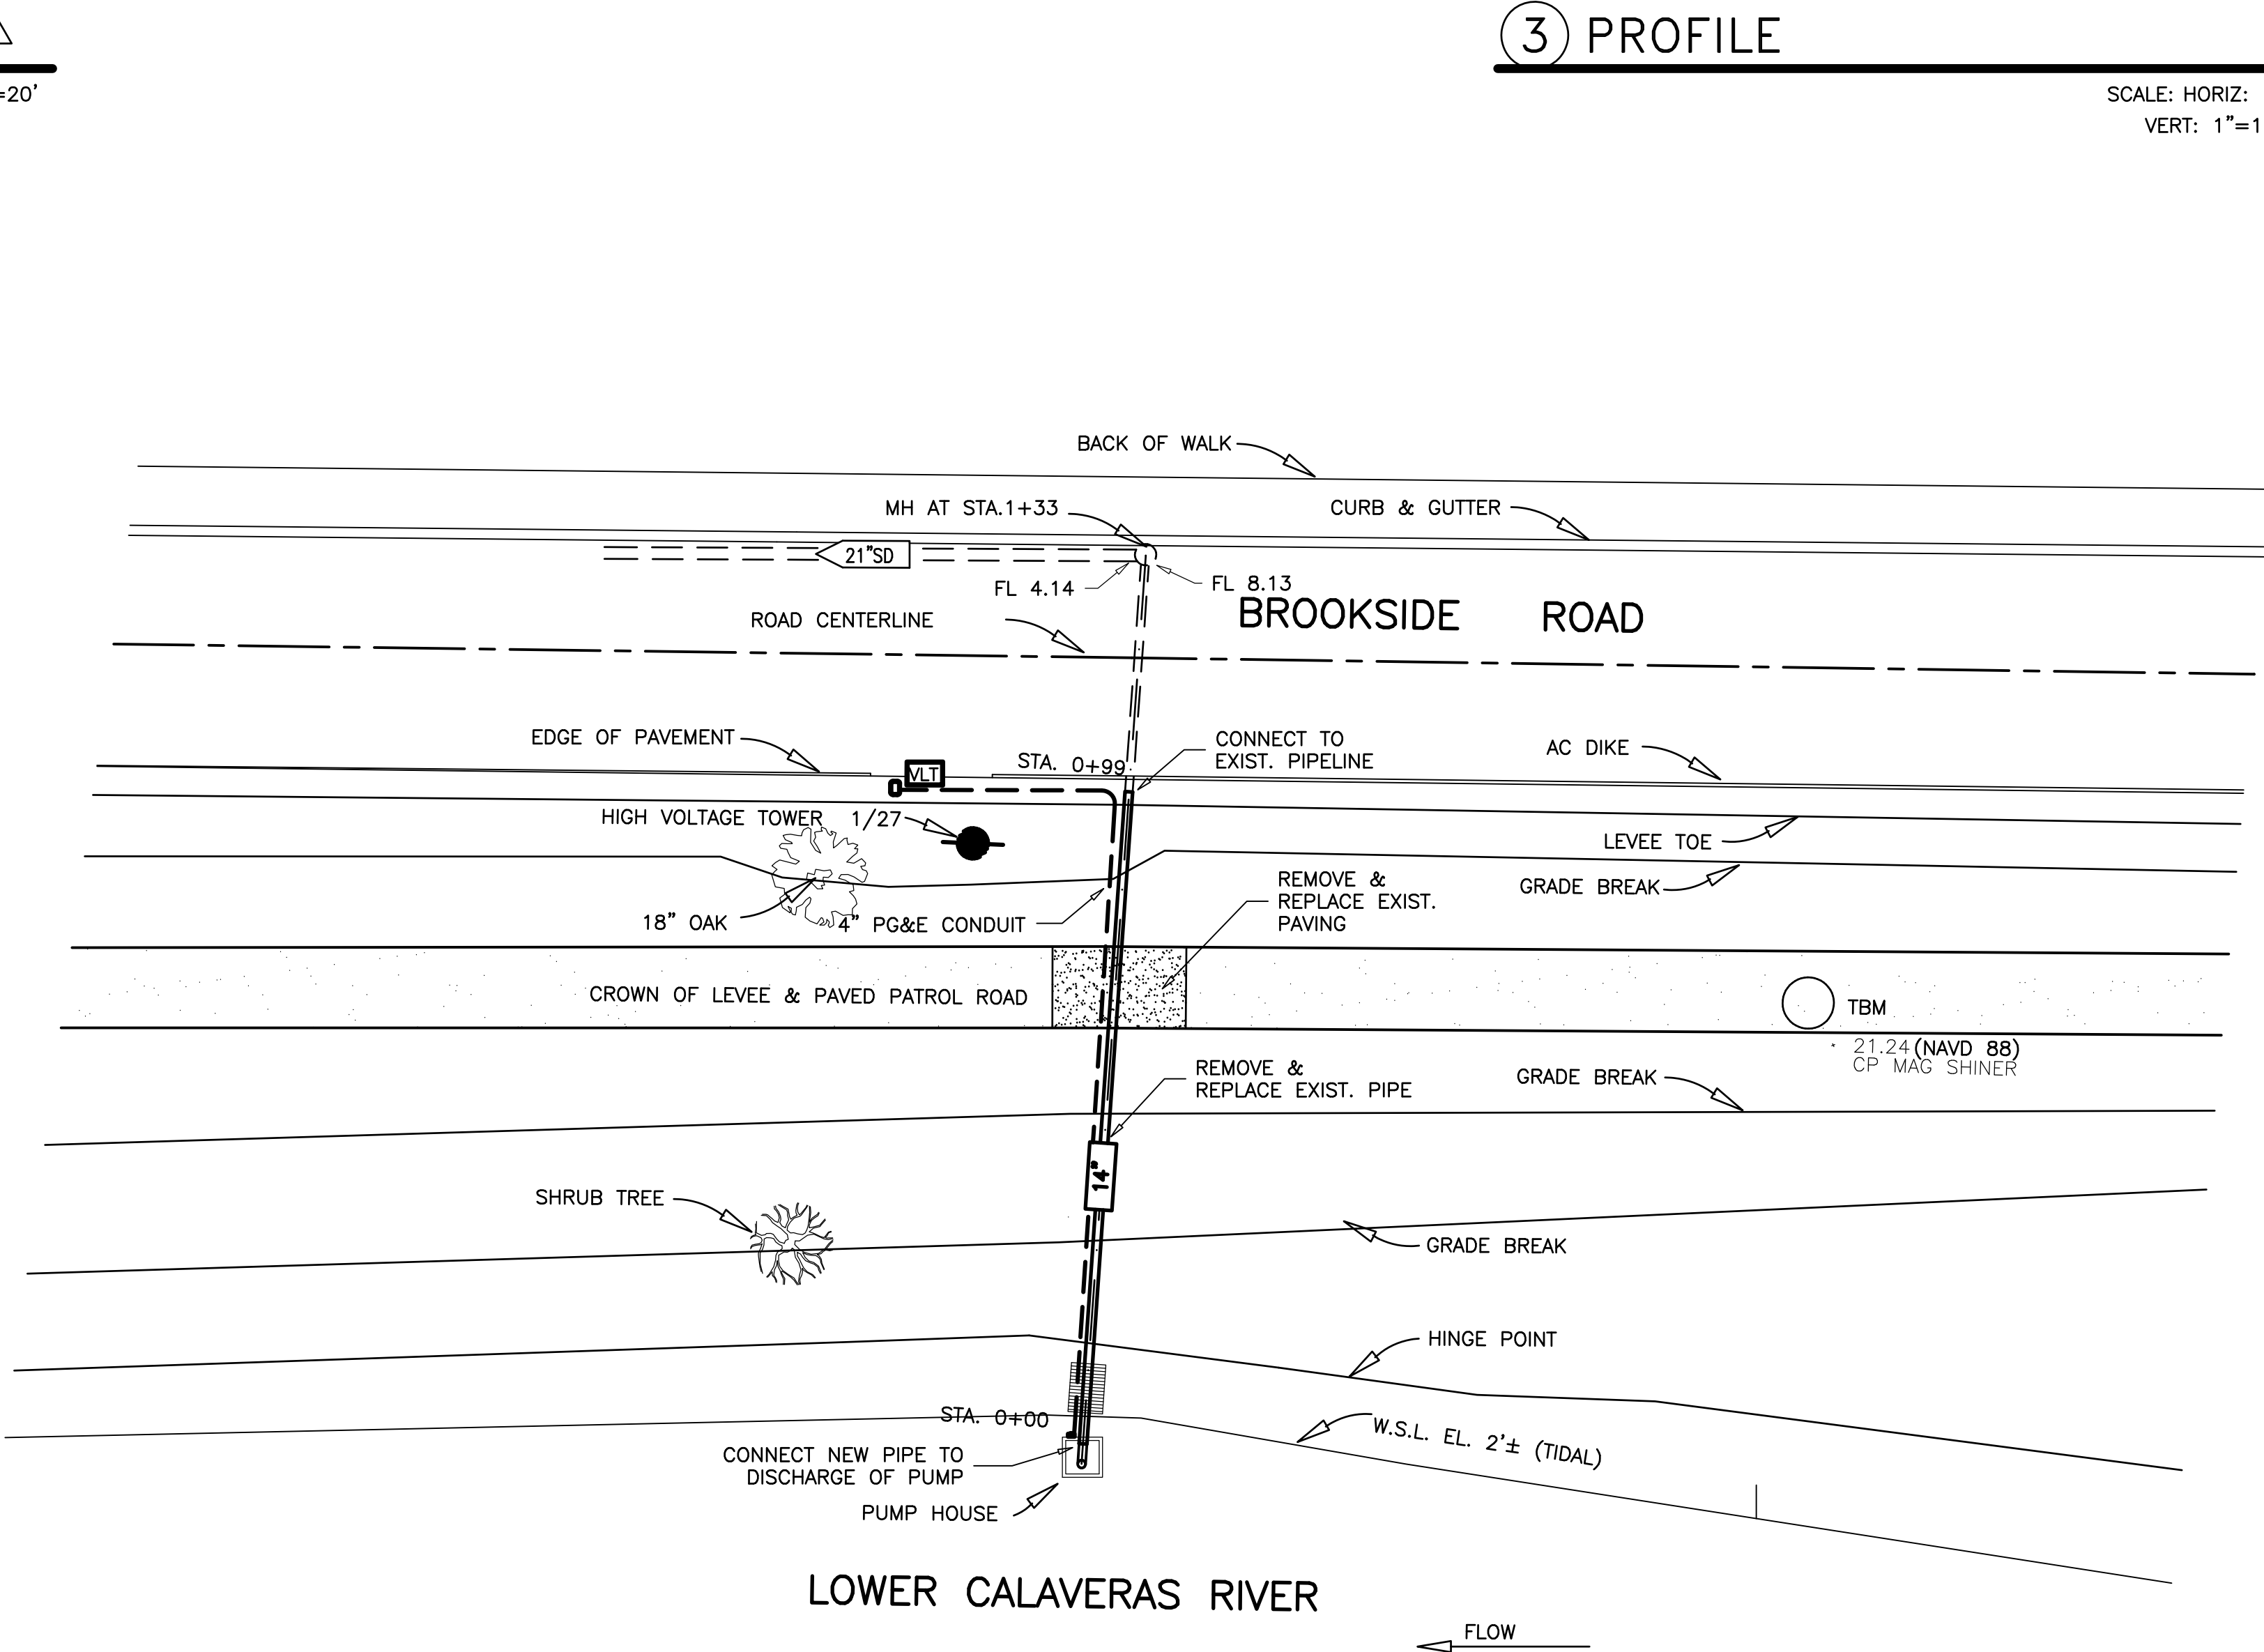 3 PROFILE
=20'
SCALE: HORIZ:
VERT: 1"=1
BACK OF WALK
MH AT STA.1+33
CURB & GUTTER
21"SD
FL 4.14
FL 8.13
BROOKSIDE ROAD
ROAD CENTERLINE
EDGE OF PAVEMENT
VLT
STA. 0+99
CONNECT TO
EXIST. PIPELINE
AC DIKE
HIGH VOLTAGE TOWER 1/27
LEVEE TOE
REMOVE &
REPLACE EXIST.
PAVING
GRADE BREAK
18" OAK
4" PG&E CONDUIT
CROWN OF LEVEE & PAVED PATROL ROAD
TBM
21.24 (NAVD 88)
CP MAG SHINER
REMOVE &
REPLACE EXIST. PIPE
GRADE BREAK
14"
SHRUB TREE
GRADE BREAK
HINGE POINT
STA. 0+00
W.S.L. EL. 2'± (TIDAL)
CONNECT NEW PIPE TO
DISCHARGE OF PUMP
PUMP HOUSE
LOWER CALAVERAS RIVER
FLOW